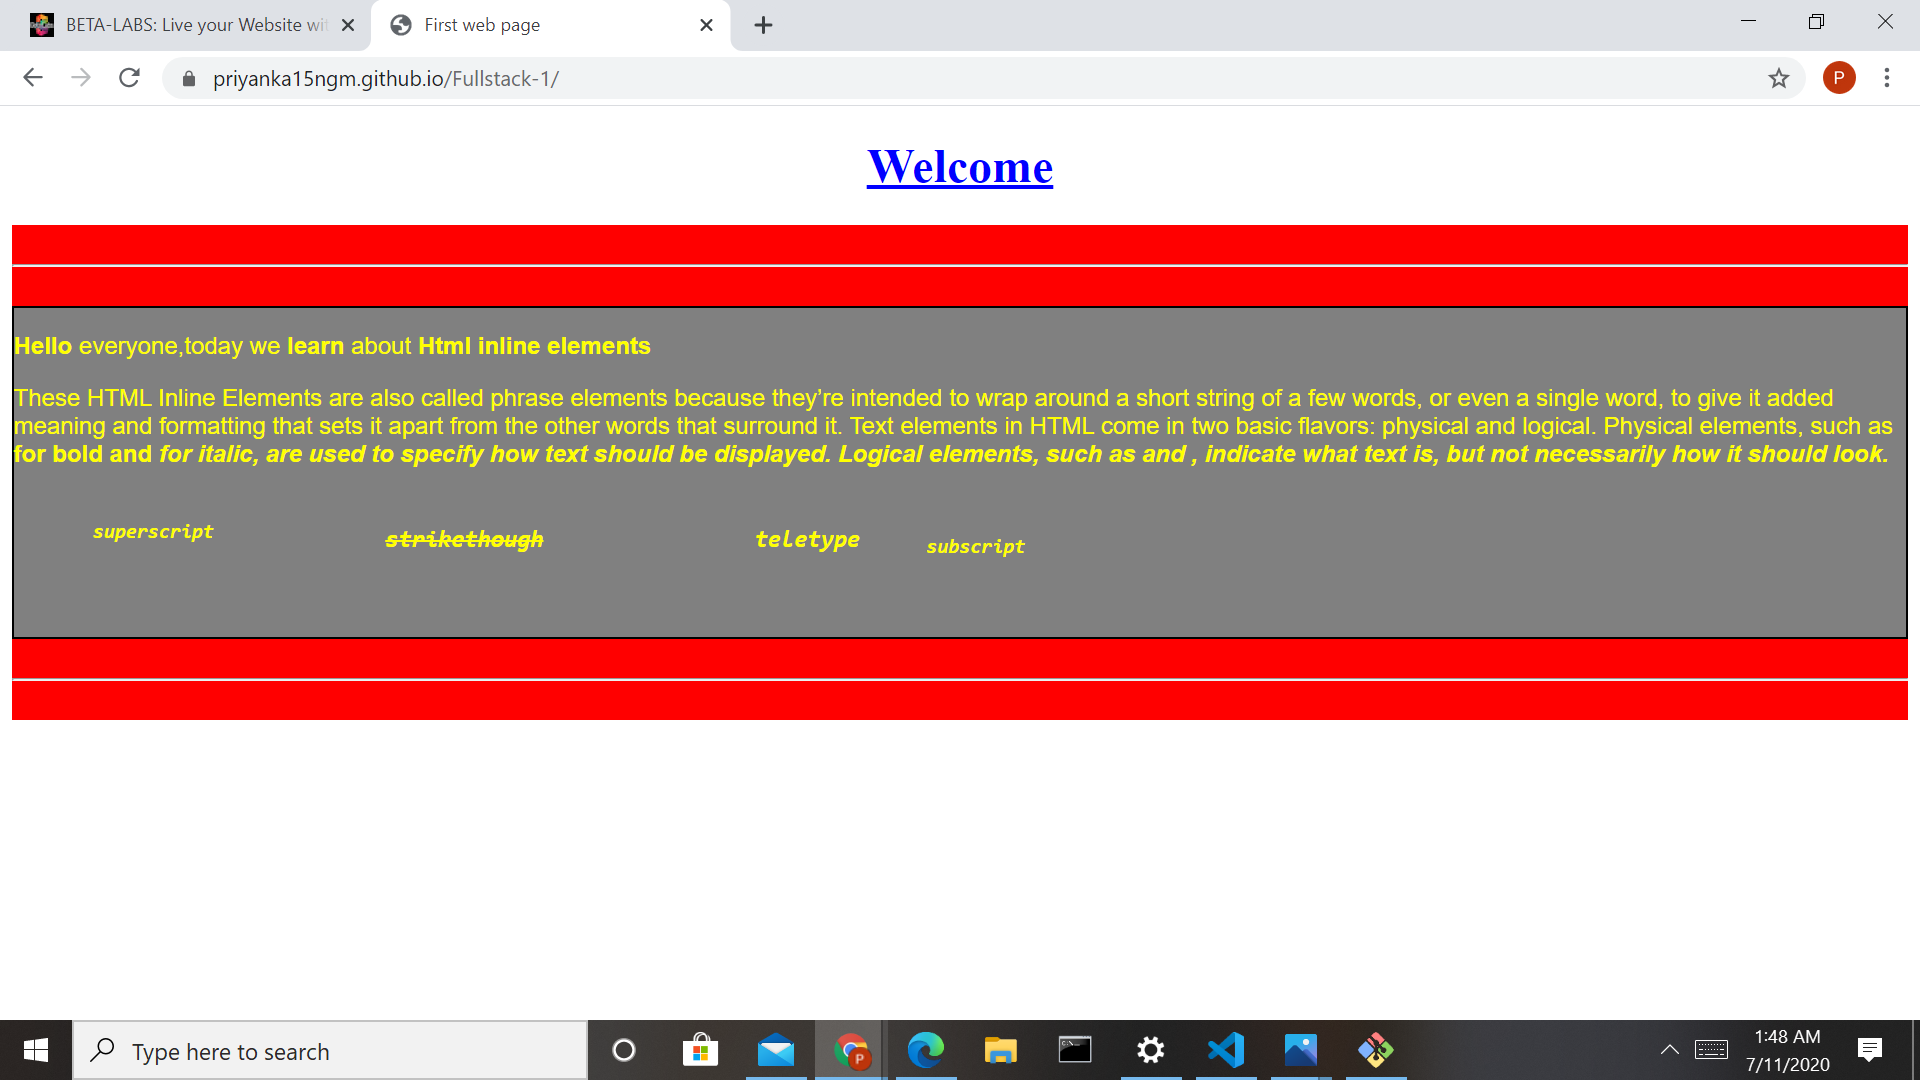 BETA-LABS: Live your Website wit
First web page
priyanka15ngm.github.io/Fullstack-1/
P
Welcome
Hello everyone,today we learn about Html inline elements
These HTML Inline Elements are also called phrase elements because they’re intended to wrap around a short string of a few words, or even a single word, to give it added
meaning and formatting that sets it apart from the other words that surround it. Text elements in HTML come in two basic flavors: physical and logical. Physical elements, such as
for bold and for italic, are used to specify how text should be displayed. Logical elements, such as and , indicate what text is, but not necessarily how it should look.
superscript strikethough teletype subscript
Type here to search
P
1:48 AM
7/11/2020